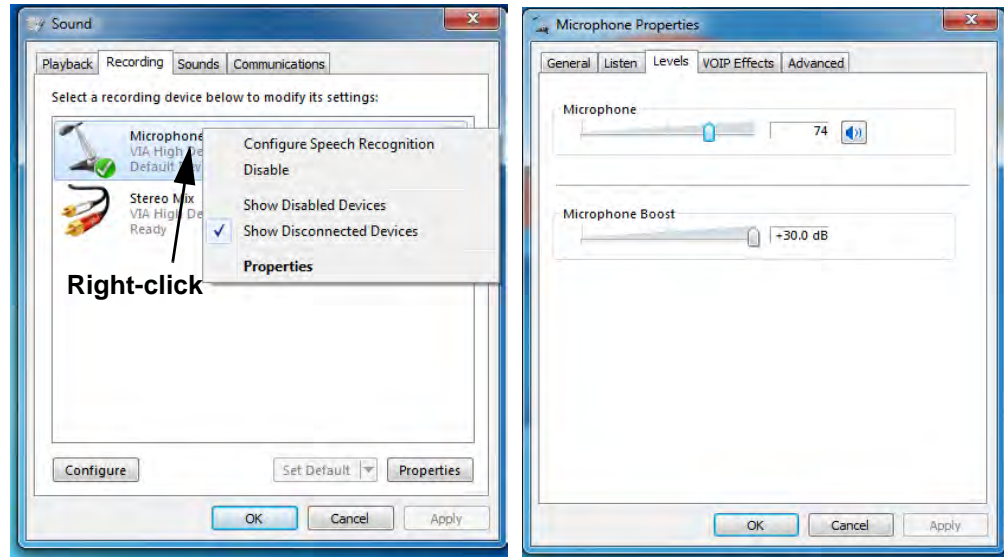 Sound
Playback Recording Sounds Communications
Select a recording device below to modify its settings:
Microphone
VIA High De
Default
Stereo Mix
VIA High De
Ready
Configure Speech Recognition
Disable
Show Disabled Devices
Show Disconnected Devices
Properties
Right-click
Configure Set Default Properties
OK Cancel Apply
Microphone Properties
General Listen Levels VOIP Effects Advanced
Microphone
74
Microphone Boost
+30.0 dB
OK Cancel Apply